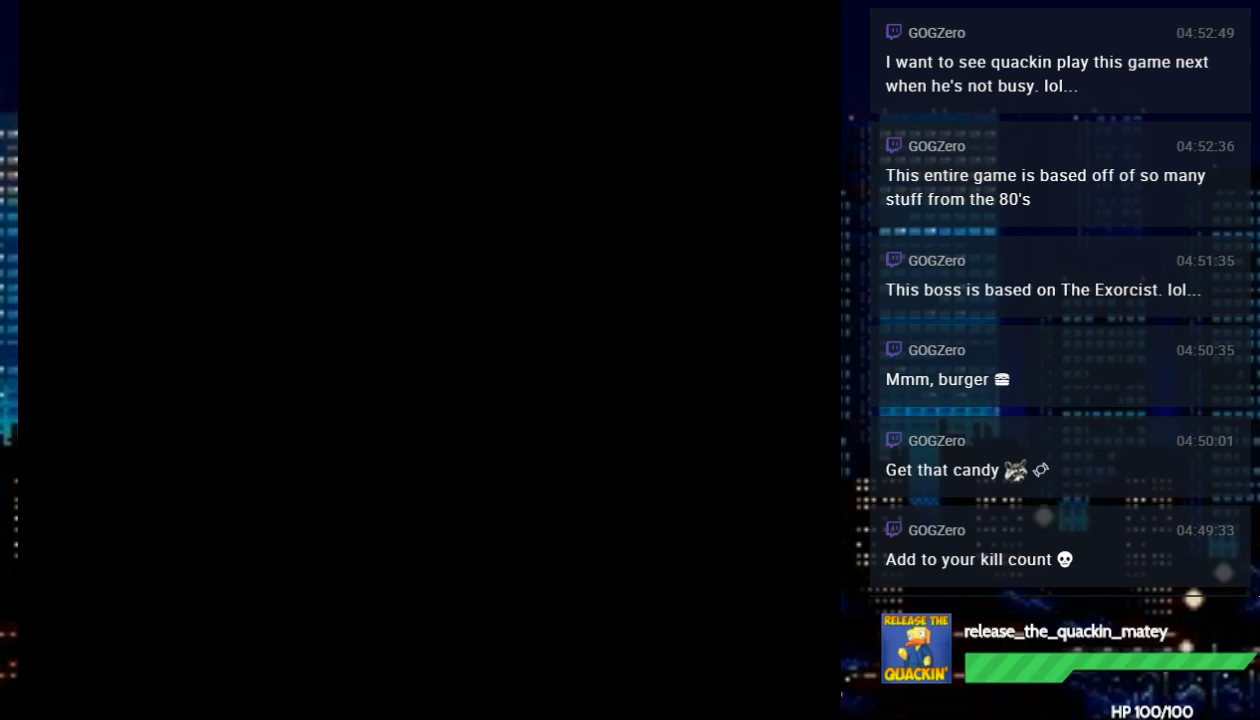 GOGZero 04:52:49
I want to see quackin play this game next
when he's not busy. lol...
GOGZero 04:52:36
This entire game is based off of so many
stuff from the 80's
GOGZero 04:51:35
This boss is based on The Exorcist. lol...
GOGZero 04:50:35
Mmm, burger 🍔
GOGZero 04:50:01
Get that candy 🦝 🍬
GOGZero 04:49:33
Add to your kill count 💀
RELEASE THE
QUACKIN'
release_the_quackin_matey
HP 100/100